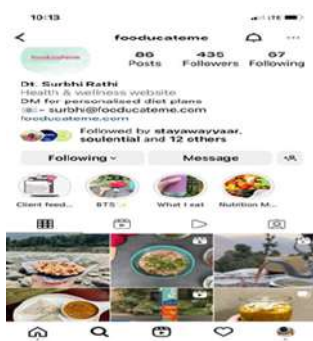 10:13
LTE
fooducateme
86 435 67
Posts Followers Following
Dt. Surbhi Rathi
Health & wellness website
DM for personalised diet plans
- surbhi@fooducateme.com
fooducateme.com
Followed by stayawayyaar,
soulential and 12 others
Following Message
Client feed... BTS What I eat Nutrition M...